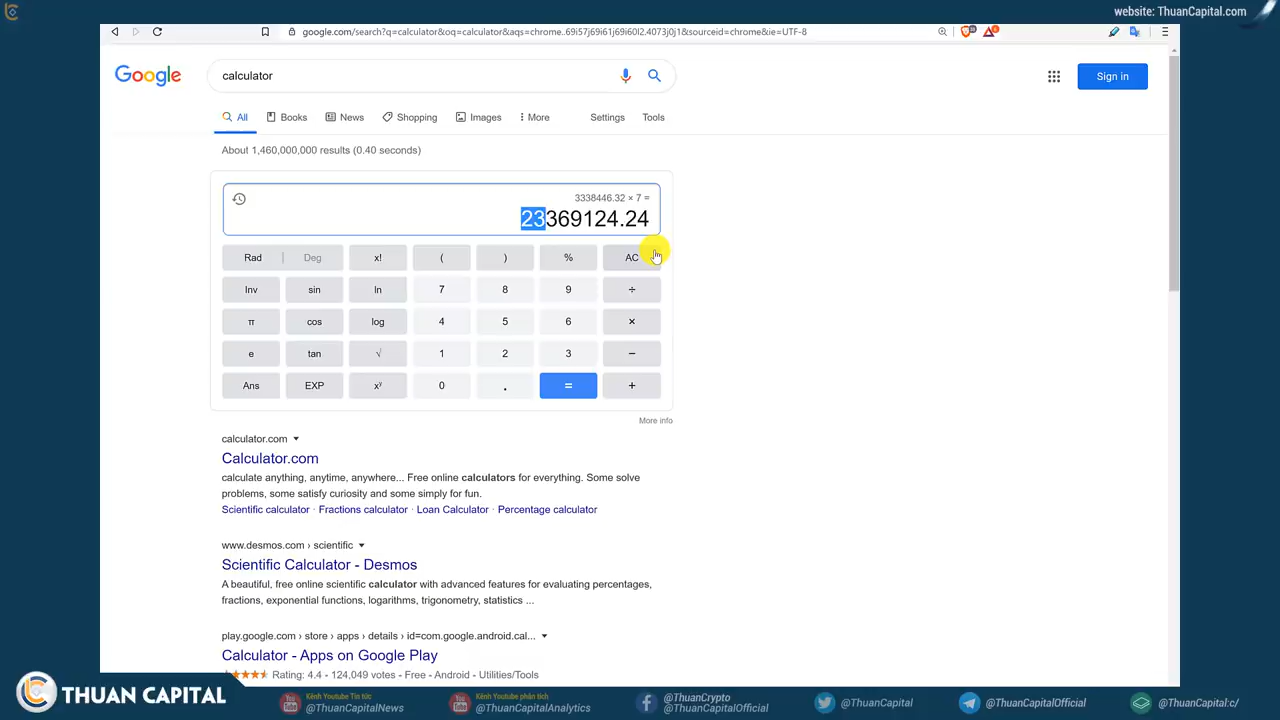 website: ThuanCapital.com
google.com/search?q=calculator&oq=calculator&aqs=chrome..69i57j69i61j69i60l2.4073j0j1&sourceid=chrome&ie=UTF-8
Google
calculator
Sign in
All Books News Shopping Images More Settings Tools
About 1,460,000,000 results (0.40 seconds)
3338446.32 × 7 =
23369124.24
Rad Deg x! ( ) % AC
Inv sin ln 7 8 9 ÷
π cos log 4 5 6 ×
e tan √ 1 2 3 −
Ans EXP xʸ 0 . = +
More info
calculator.com
Calculator.com
calculate anything, anytime, anywhere... Free online calculators for everything. Some solve
problems, some satisfy curiosity and some simply for fun.
Scientific calculator · Fractions calculator · Loan Calculator · Percentage calculator
www.desmos.com › scientific
Scientific Calculator - Desmos
A beautiful, free online scientific calculator with advanced features for evaluating percentages,
fractions, exponential functions, logarithms, trigonometry, statistics ...
play.google.com › store › apps › details › id=com.google.android.cal...
Calculator - Apps on Google Play
Rating: 4.4 - 124,049 votes - Free - Android - Utilities/Tools
THUAN CAPITAL
Kênh Youtube Tin tức
@ThuanCapitalNews
Kênh Youtube phân tích
@ThuanCapitalAnalytics
@ThuanCrypto
@ThuanCapitalOfficial
@ThuanCapital
@ThuanCapitalOfficial
@ThuanCapital:c/